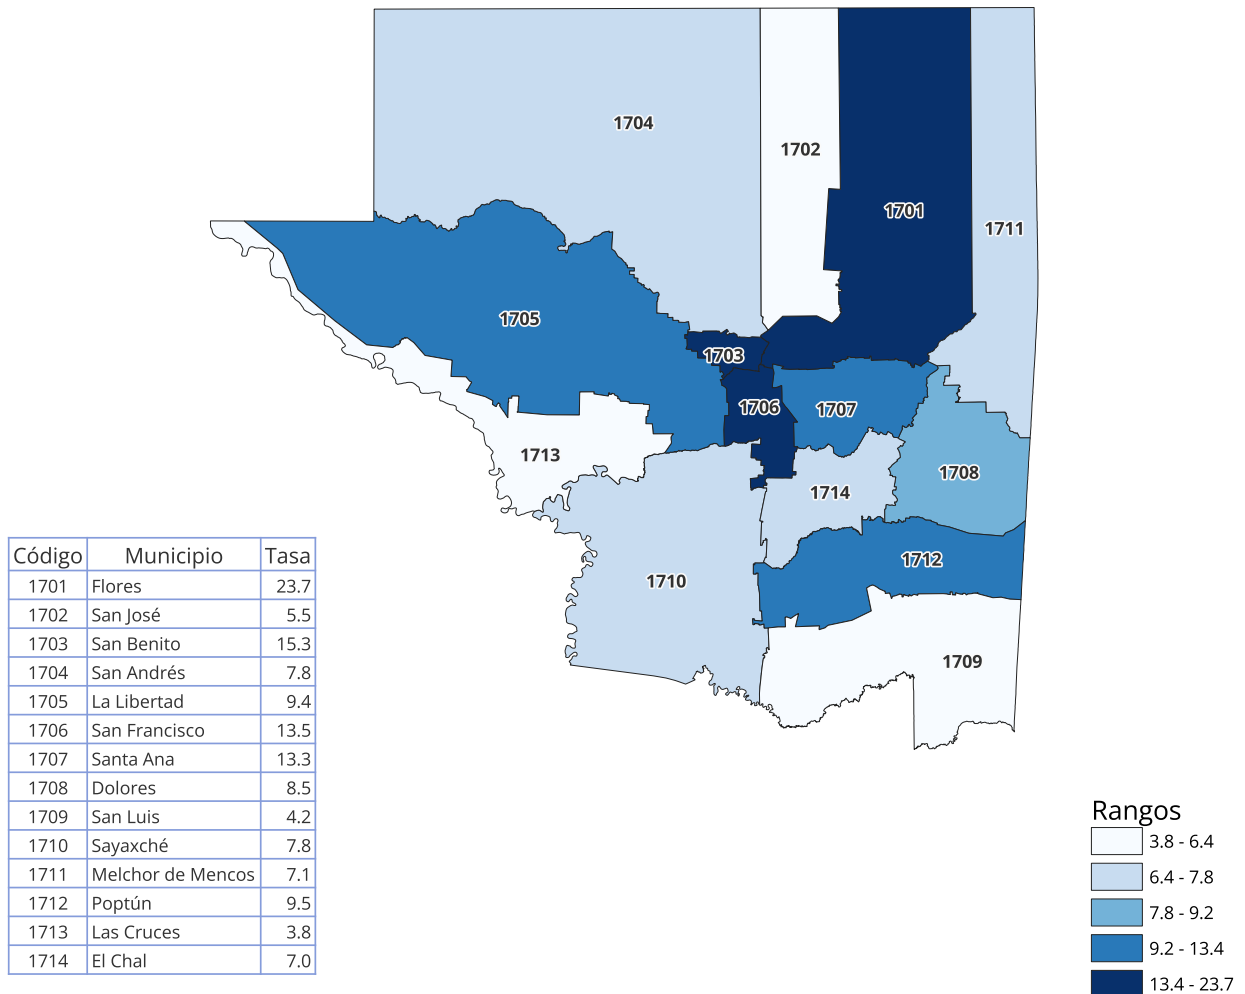 1704
1702
1701
1711
1705
1703
1706
1707
1713
1708
1714
1712
1710
1709
Código Municipio Tasa
1701 Flores 23.7
1702 San José 5.5
1703 San Benito 15.3
1704 San Andrés 7.8
1705 La Libertad 9.4
1706 San Francisco 13.5
1707 Santa Ana 13.3
1708 Dolores 8.5
1709 San Luis 4.2
1710 Sayaxché 7.8
1711 Melchor de Mencos 7.1
1712 Poptún 9.5
1713 Las Cruces 3.8
1714 El Chal 7.0
Rangos
3.8 - 6.4
6.4 - 7.8
7.8 - 9.2
9.2 - 13.4
13.4 - 23.7